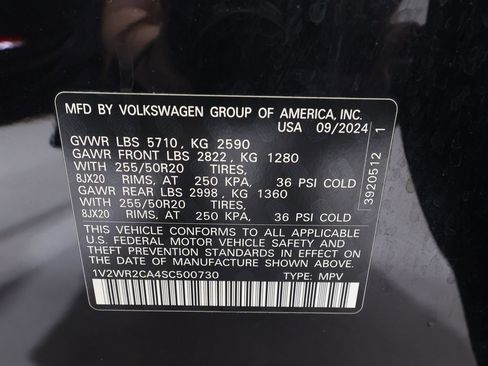 MFD BY VOLKSWAGEN GROUP OF AMERICA, INC.
USA 09/2024
GVWR LBS 5710, KG 2590
GAWR FRONT LBS 2822, KG 1280
WITH 255/50R20 TIRES,
8JX20 RIMS, AT 250 KPA, 36 PSI COLD
GAWR REAR LBS 2998, KG 1360
WITH 255/50R20 TIRES,
8JX20 RIMS, AT 250 KPA, 36 PSI COLD
THIS VEHICLE CONFORMS TO ALL APPLICABLE
U.S. FEDERAL MOTOR VEHICLE SAFETY AND
THEFT PREVENTION STANDARDS IN EFFECT ON
THE DATE OF MANUFACTURE SHOWN ABOVE.
1V2WR2CA4SC500730 TYPE: MPV
3920512 1